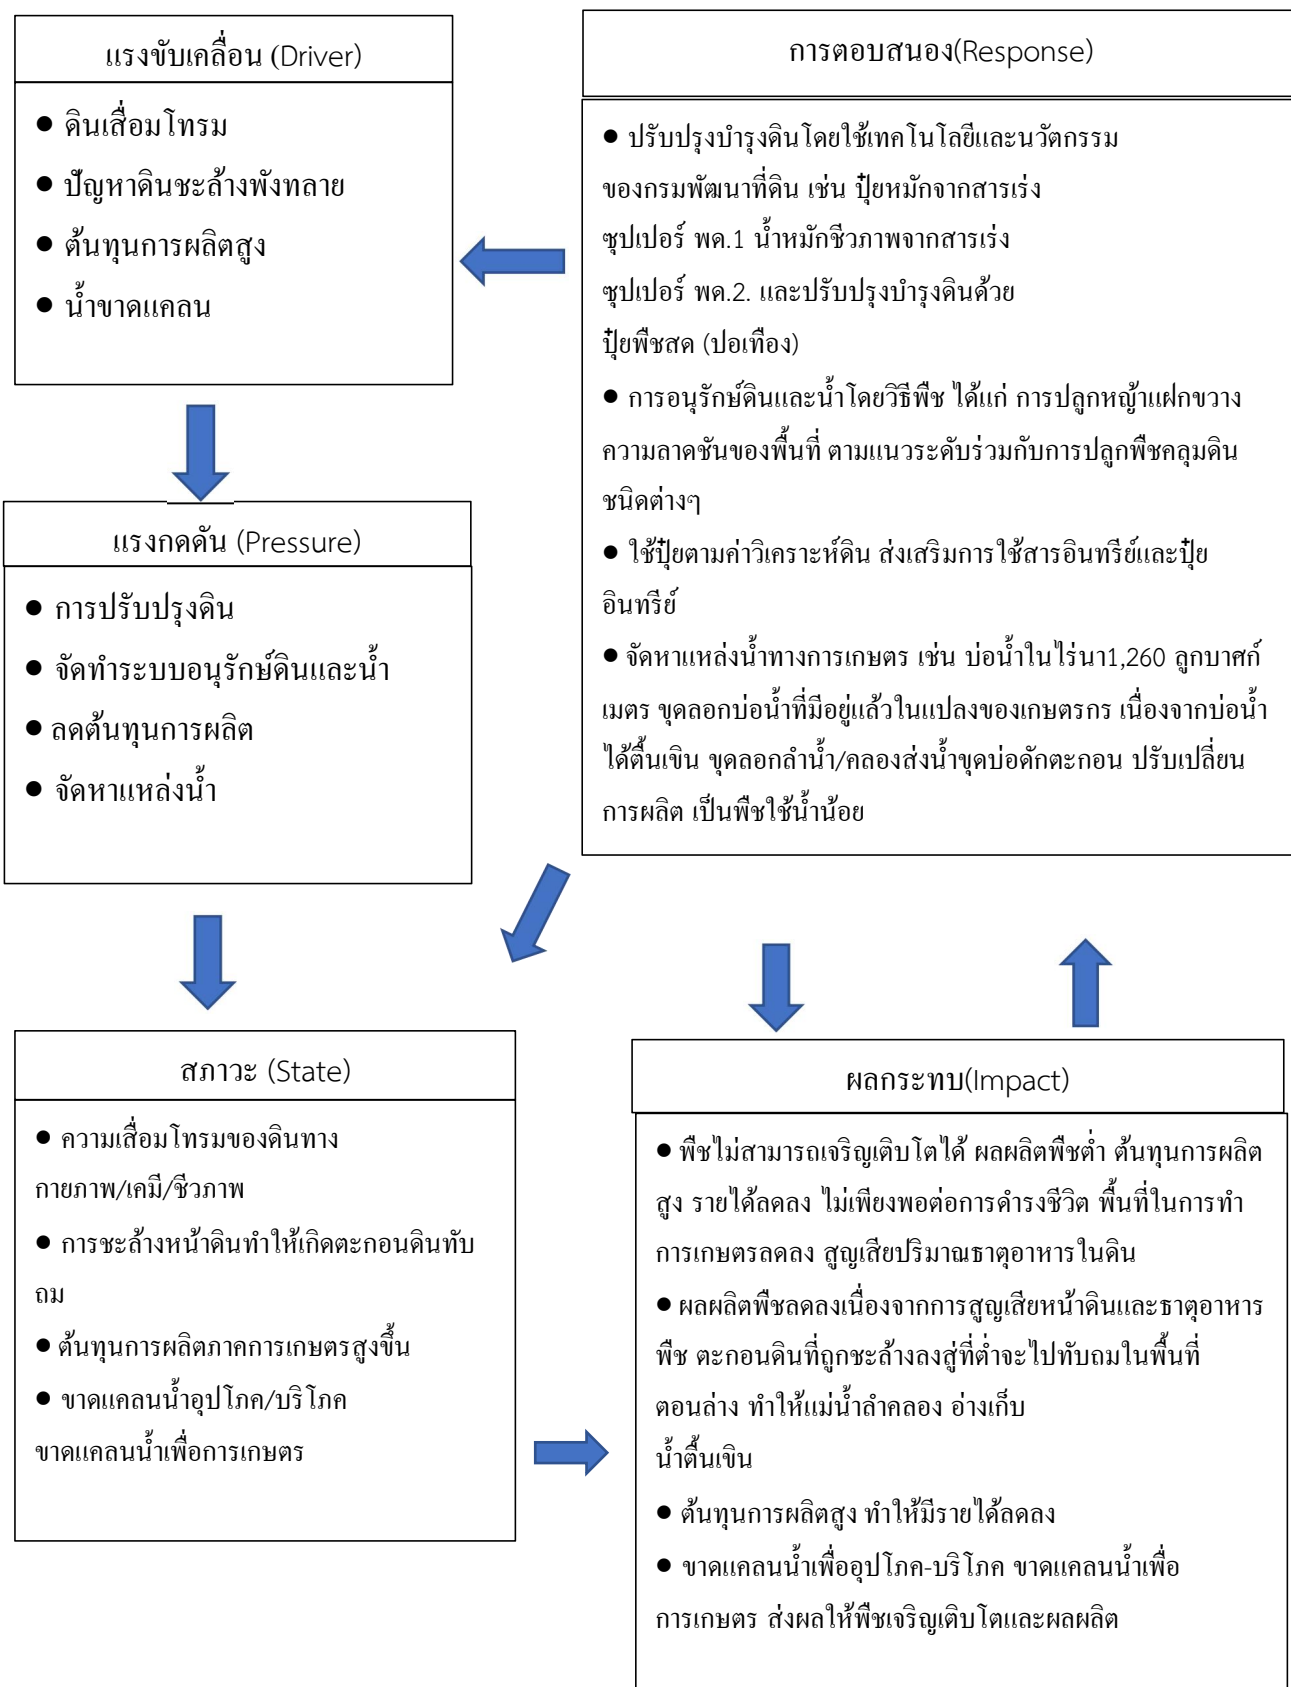 แรงขับเคลื่อน (Driver)
● ดินเสื่อมโทรม
● ปัญหาดินชะล้างพังทลาย
● ต้นทุนการผลิตสูง
● น้ำขาดแคลน
แรงกดดัน (Pressure)
● การปรับปรุงดิน
● จัดทำระบบอนุรักษ์ดินและน้ำ
● ลดต้นทุนการผลิต
● จัดหาแหล่งน้ำ
การตอบสนอง(Response)
● ปรับปรุงบำรุงดินโดยใช้เทคโนโลยีและนวัตกรรม
ของกรมพัฒนาที่ดิน เช่น ปุ๋ยหมักจากสารเร่ง
ซุปเปอร์ พด.1 น้ำหมักชีวภาพจากสารเร่ง
ซุปเปอร์ พด.2. และปรับปรุงบำรุงดินด้วย
ปุ๋ยพืชสด (ปอเทือง)
● การอนุรักษ์ดินและน้ำโดยวิธีพืช ได้แก่ การปลูกหญ้าแฝกขวาง
ความลาดชันของพื้นที่ ตามแนวระดับร่วมกับการปลูกพืชคลุมดิน
ชนิดต่างๆ
● ใช้ปุ๋ยตามค่าวิเคราะห์ดิน ส่งเสริมการใช้สารอินทรีย์และปุ๋ย
อินทรีย์
● จัดหาแหล่งน้ำทางการเกษตร เช่น บ่อน้ำในไร่นา1,260 ลูกบาศก์
เมตร ขุดลอกบ่อน้ำที่มีอยู่แล้วในแปลงของเกษตรกร เนื่องจากบ่อน้ำ
ได้ตื้นเขิน ขุดลอกลำน้ำ/คลองส่งน้ำขุดบ่อดักตะกอน ปรับเปลี่ยน
การผลิต เป็นพืชใช้น้ำน้อย
สภาวะ (State)
● ความเสื่อมโทรมของดินทาง
กายภาพ/เคมี/ชีวภาพ
● การชะล้างหน้าดินทำให้เกิดตะกอนดินทับ
ถม
● ต้นทุนการผลิตภาคการเกษตรสูงขึ้น
● ขาดแคลนน้ำอุปโภค/บริโภค
ขาดแคลนน้ำเพื่อการเกษตร
ผลกระทบ(Impact)
● พืชไม่สามารถเจริญเติบโตได้ ผลผลิตพืชต่ำ ต้นทุนการผลิต
สูง รายได้ลดลง ไม่เพียงพอต่อการดำรงชีวิต พื้นที่ในการทำ
การเกษตรลดลง สูญเสียปริมาณธาตุอาหารในดิน
● ผลผลิตพืชลดลงเนื่องจากการสูญเสียหน้าดินและธาตุอาหาร
พืช ตะกอนดินที่ถูกชะล้างลงสู่ที่ต่ำจะไปทับถมในพื้นที่
ตอนล่าง ทำให้แม่น้ำลำคลอง อ่างเก็บ
น้ำตื้นเขิน
● ต้นทุนการผลิตสูง ทำให้มีรายได้ลดลง
● ขาดแคลนน้ำเพื่ออุปโภค-บริโภค ขาดแคลนน้ำเพื่อ
การเกษตร ส่งผลให้พืชเจริญเติบโตและผลผลิต